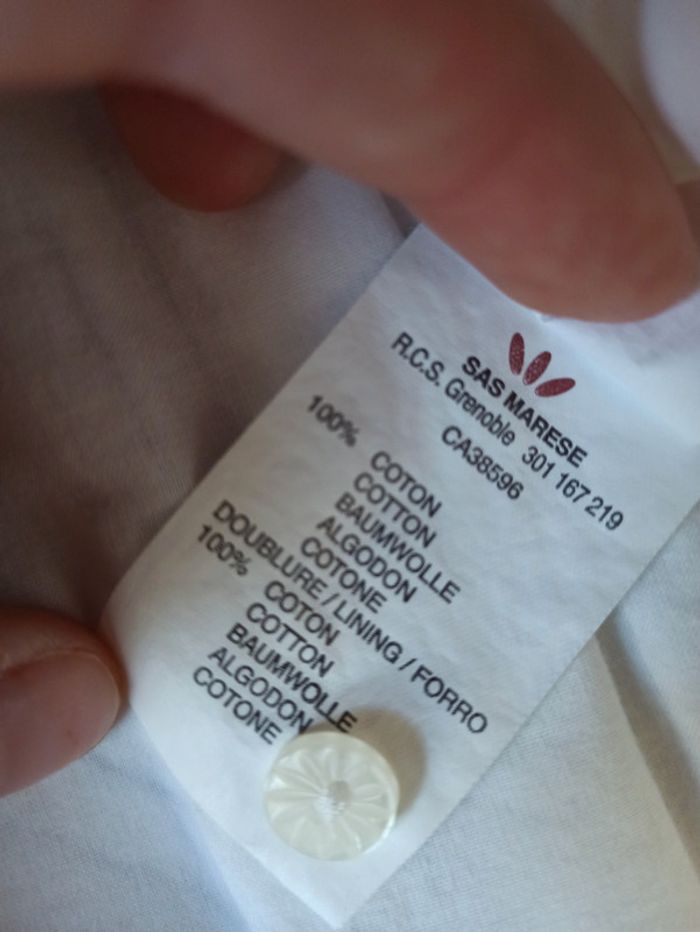 SAS MARESE
R.C.S. Grenoble 301 167 219
CA38596
100% COTON
COTTON
BAUMWOLLE
ALGODON
COTONE
DOUBLURE / LINING / FORRO
100% COTON
COTTON
BAUMWOLLE
ALGODON
COTONE